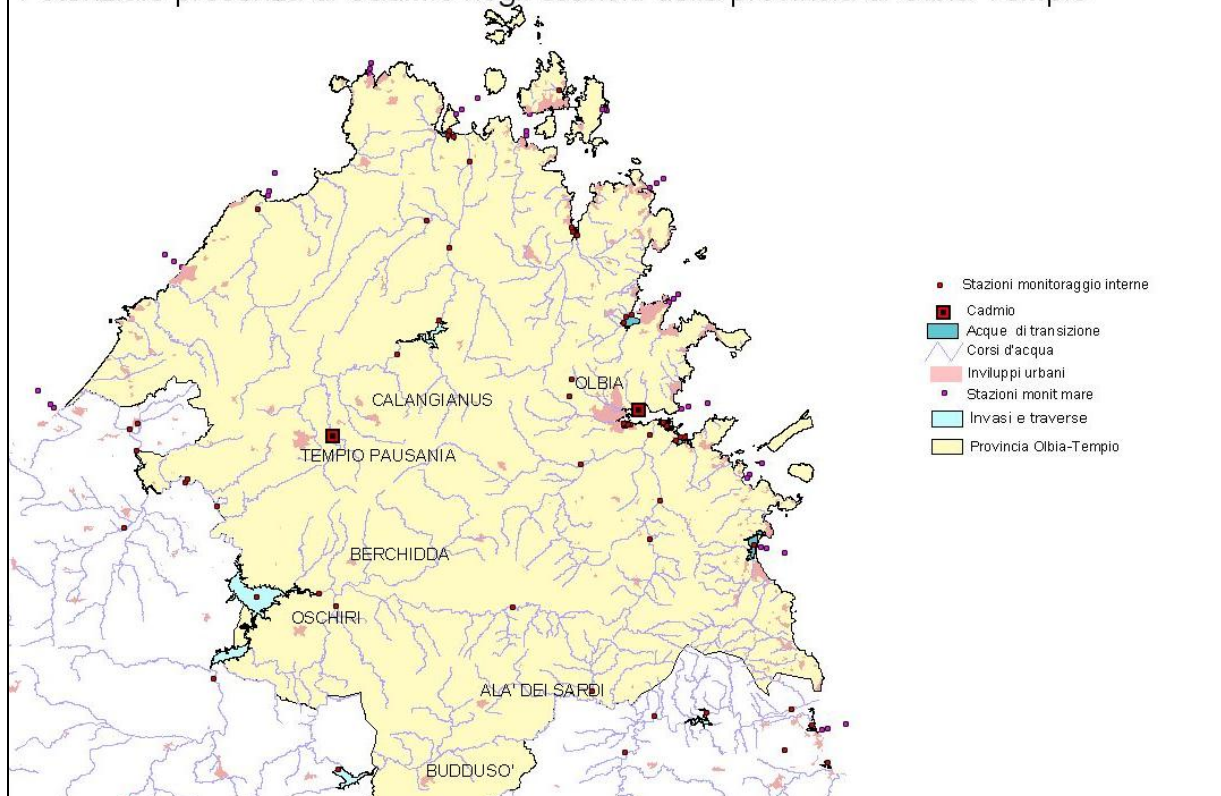 Stazioni monitoraggio interne
Cadmio
Acque di transizione
Corsi d'acqua
Inviluppi urbani
Stazioni monit mare
Invasi e traverse
Provincia Olbia-Tempio
OLBIA
CALANGIANUS
TEMPIO PAUSANIA
BERCHIDDA
OSCHIRI
ALA' DEI SARDI
BUDDUSO'